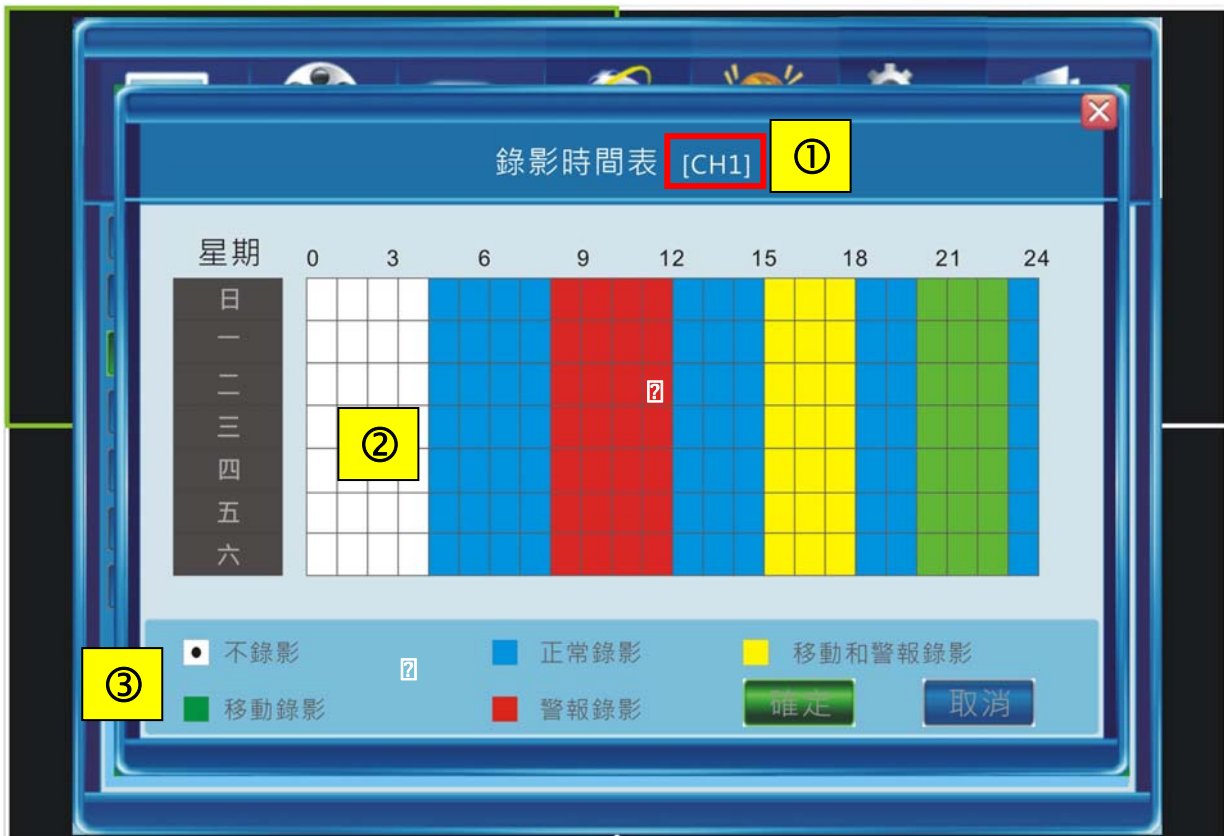 錄影時間表 [CH1] ①
星期 0 3 6 9 12 15 18 21 24
日
一
二
三
②
四
五
六
不錄影 正常錄影 移動和警報錄影
③
移動錄影 警報錄影 確定 取消